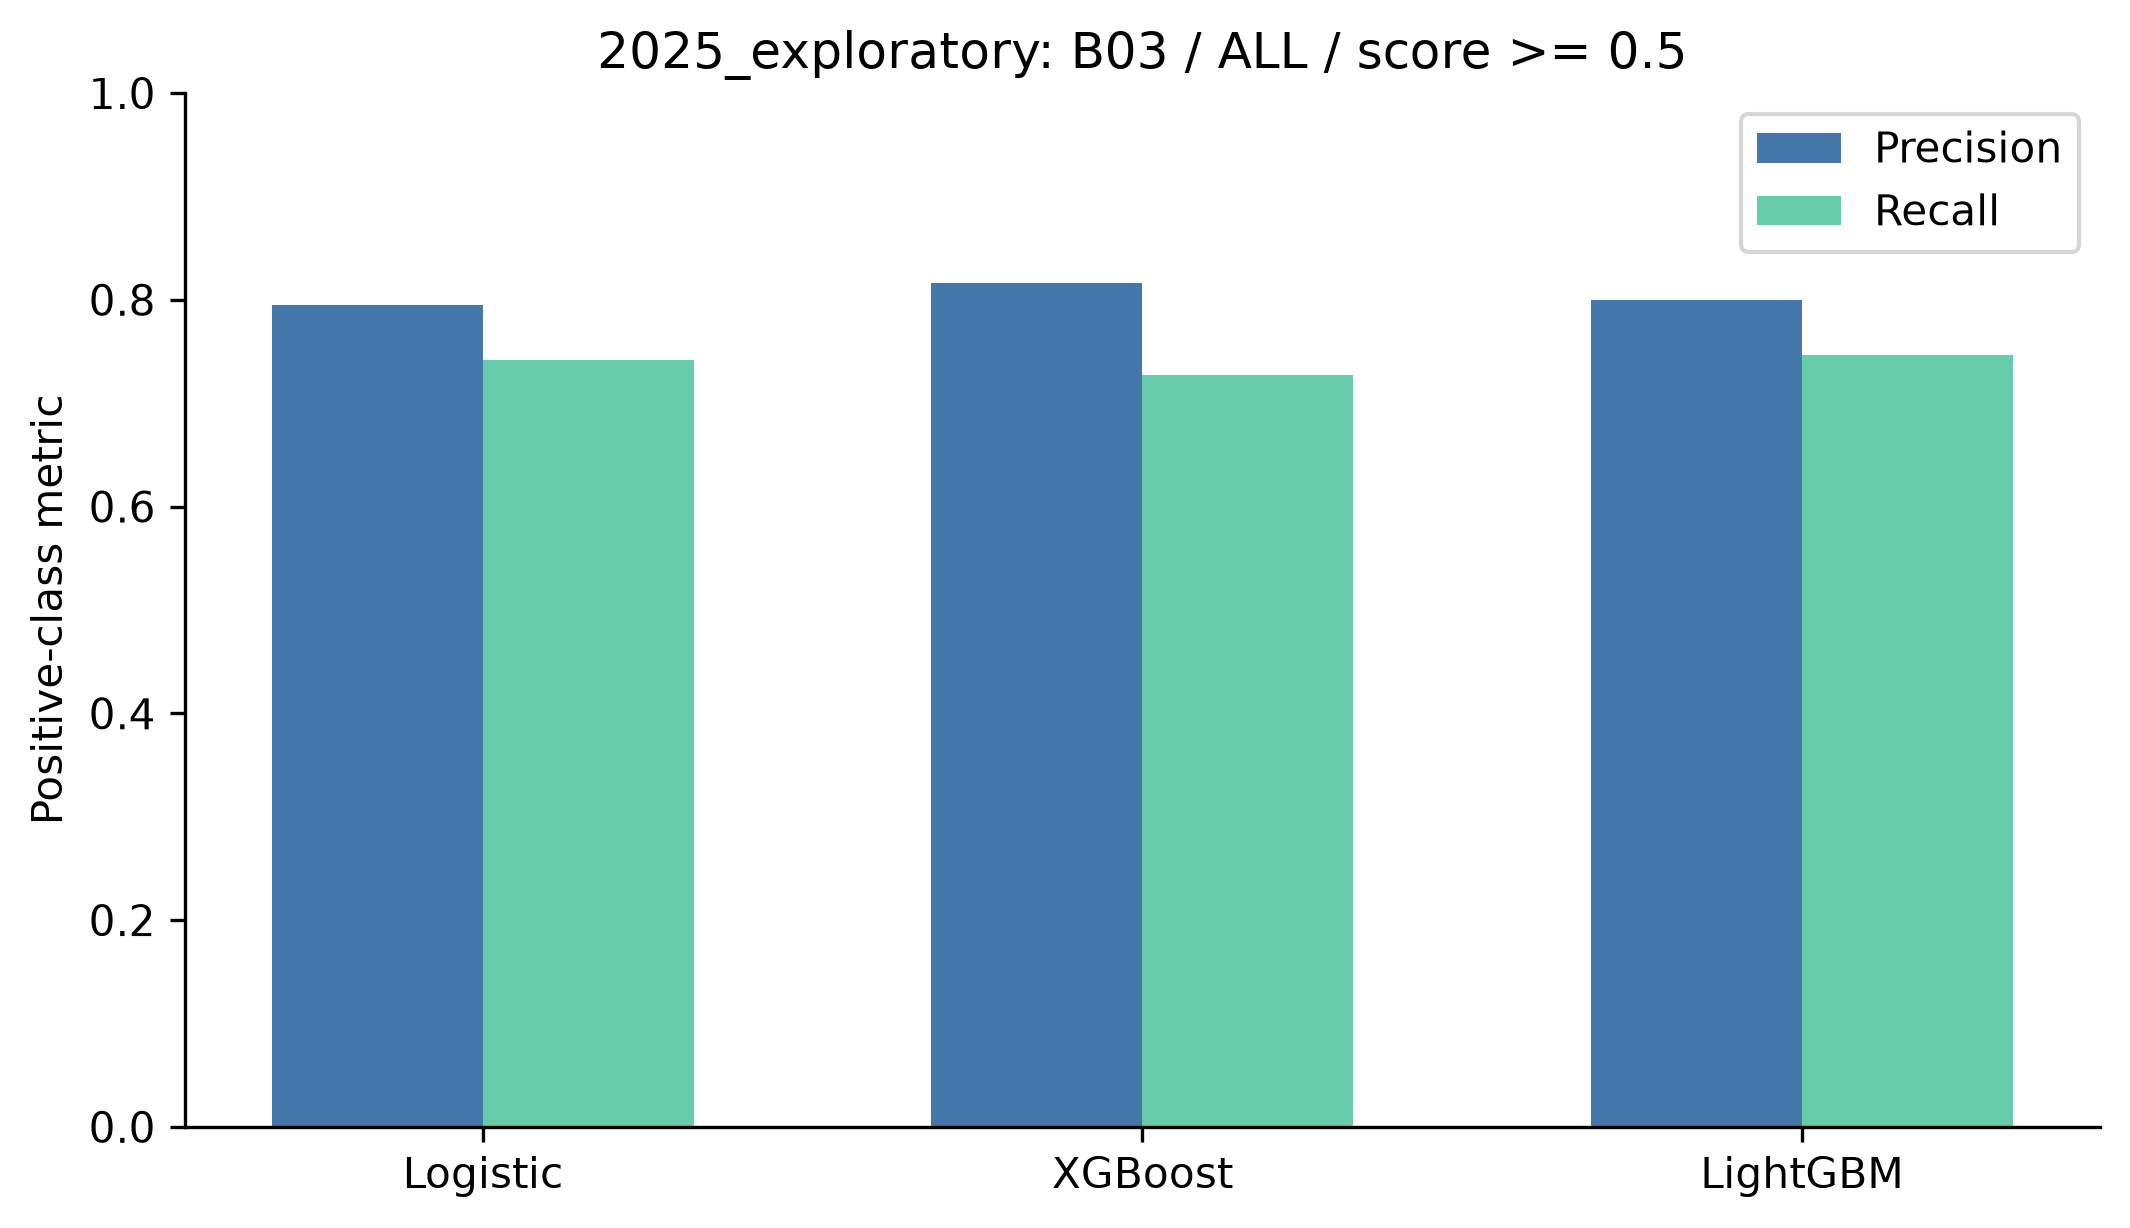 2025_exploratory: B03 / ALL / score >= 0.5
Precision
Recall
Positive-class metric
1.0
0.8
0.6
0.4
0.2
0.0
Logistic
XGBoost
LightGBM